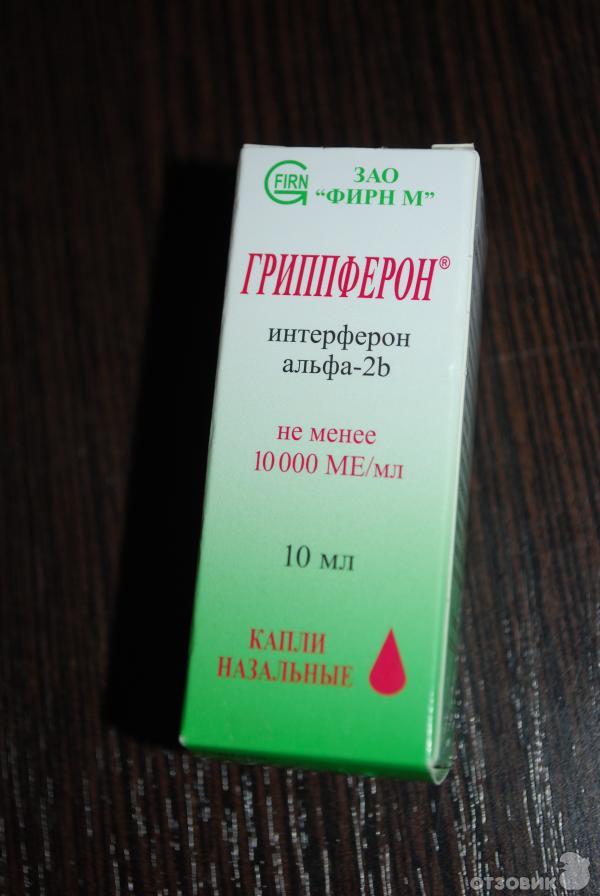 FIRN
ЗАО
"ФИРН М"
ГРИППФЕРОН®
интерферон
альфа-2b
не менее
10 000 МЕ/мл
10 мл
КАПЛИ
НАЗАЛЬНЫЕ
отзовик